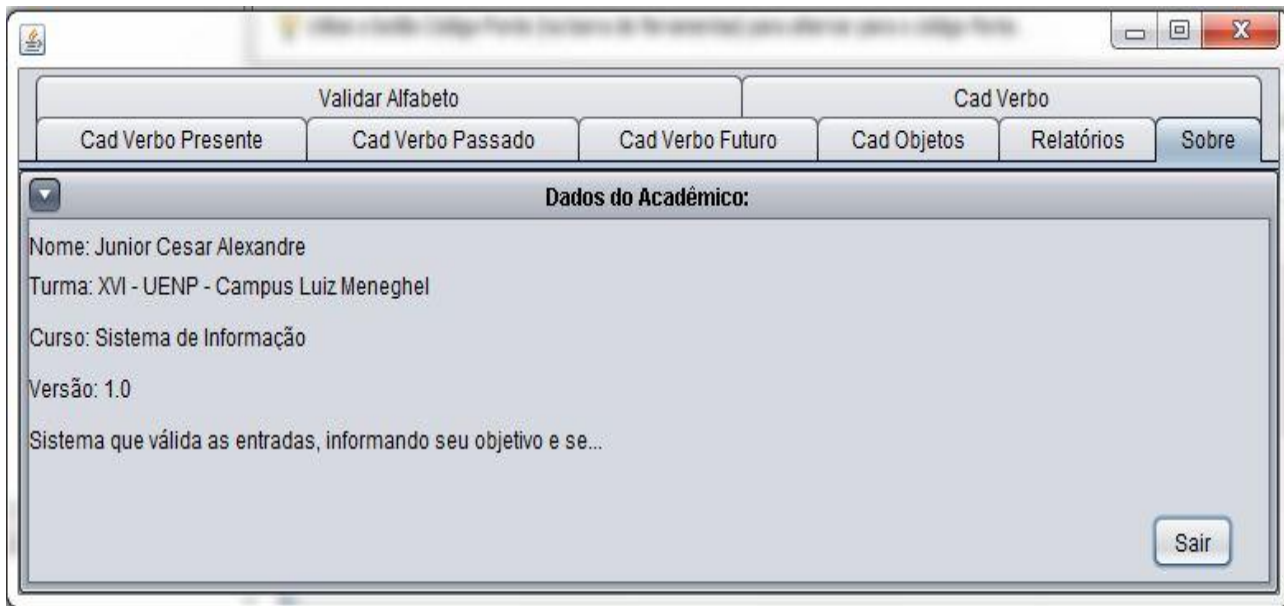 Validar Alfabeto Cad Verbo
Cad Verbo Presente Cad Verbo Passado Cad Verbo Futuro Cad Objetos Relatórios Sobre
Dados do Acadêmico:
Nome: Junior Cesar Alexandre
Turma: XVI - UENP - Campus Luiz Meneghel
Curso: Sistema de Informação
Versão: 1.0
Sistema que válida as entradas, informando seu objetivo e se...
Sair